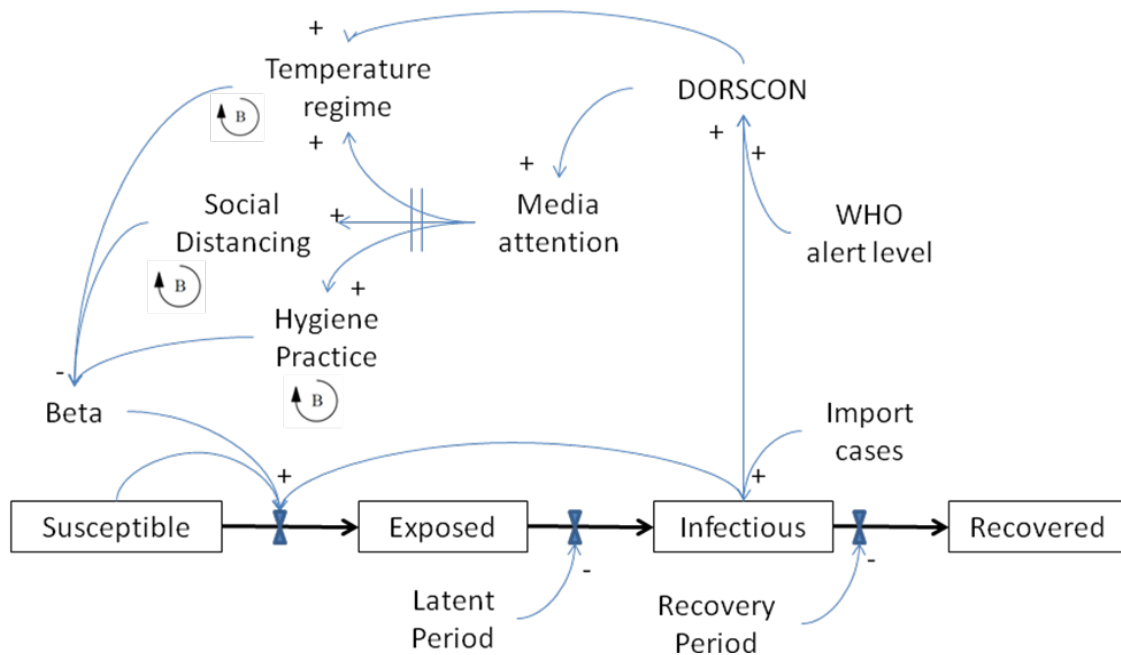 +
Temperature
regime
B
+
DORSCON
+
+
+
Media
attention
Social
Distancing
+
B
WHO
alert level
+
Hygiene
Practice
B
-
Beta
Import
cases
+
+
Susceptible
Exposed
Infectious
Recovered
-
-
Latent
Period
Recovery
Period